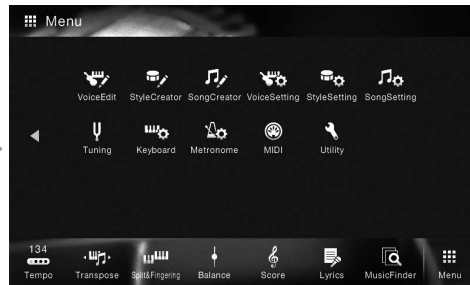 Menu
VoiceEdit StyleCreator SongCreator VoiceSetting StyleSetting SongSetting
Tuning Keyboard Metronome MIDI Utility
134
Tempo Transpose Split&Fingering Balance Score Lyrics MusicFinder Menu